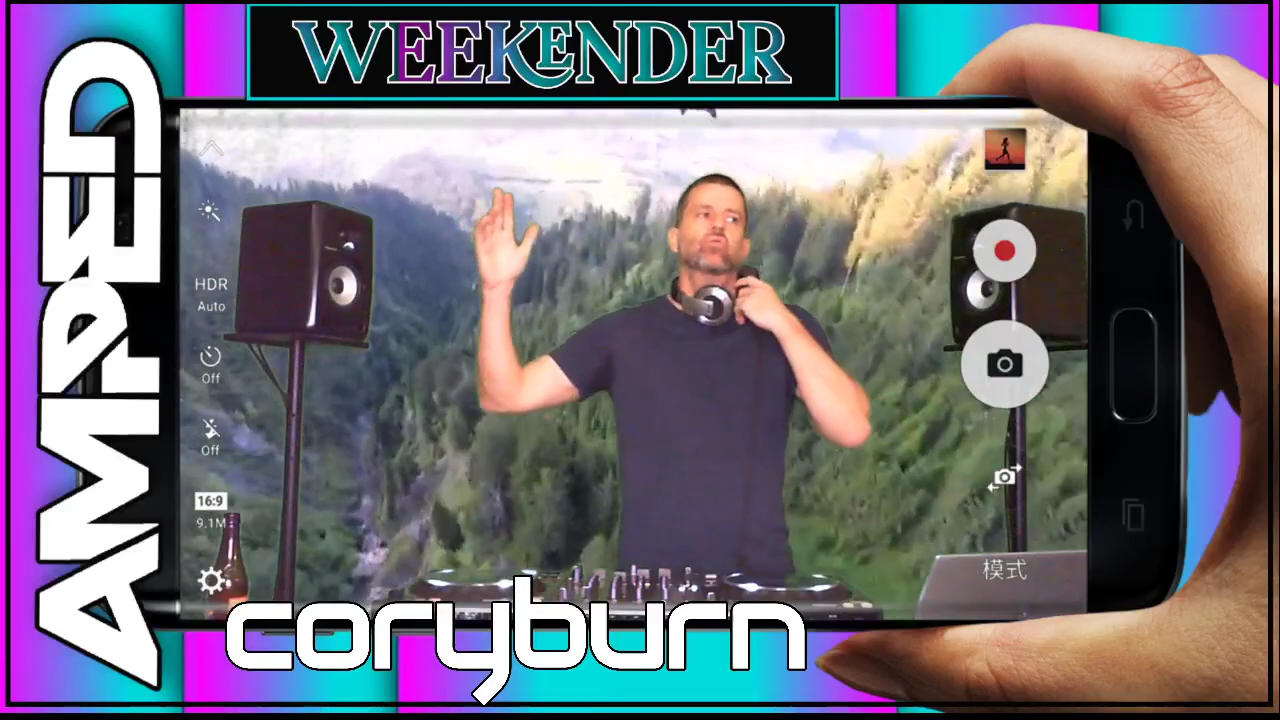 WEEKENDER
AMPED
HDR
Auto
Off
Off
16:9
9.1M
模式
coryburn